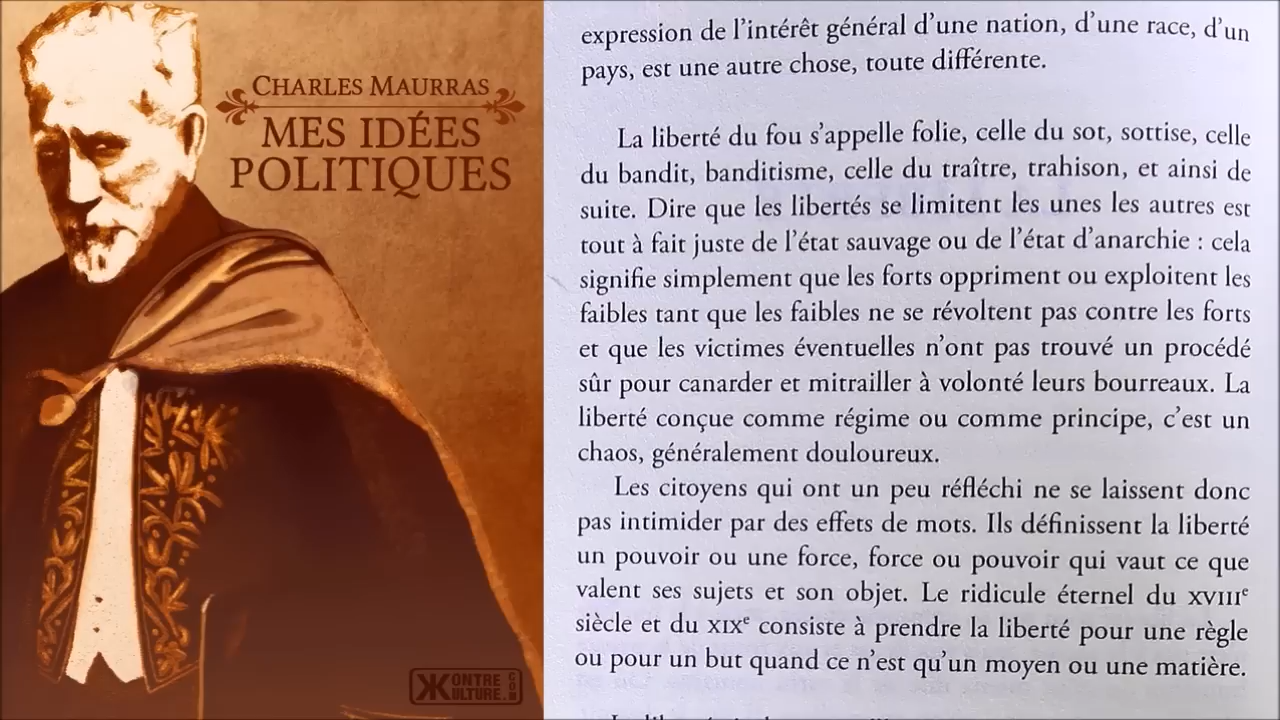 CHARLES MAURRAS
MES IDÉES
POLITIQUES
KONTRE
KULTURE
.COM
expression de l'intérêt général d'une nation, d'une race, d'un
pays, est une autre chose, toute différente.
La liberté du fou s'appelle folie, celle du sot, sottise, celle
du bandit, banditisme, celle du traître, trahison, et ainsi de
suite. Dire que les libertés se limitent les unes les autres est
tout à fait juste de l'état sauvage ou de l'état d'anarchie : cela
signifie simplement que les forts oppriment ou exploitent les
faibles tant que les faibles ne se révoltent pas contre les forts
et que les victimes éventuelles n'ont pas trouvé un procédé
sûr pour canarder et mitrailler à volonté leurs bourreaux. La
liberté conçue comme régime ou comme principe, c'est un
chaos, généralement douloureux.
Les citoyens qui ont un peu réfléchi ne se laissent donc
pas intimider par des effets de mots. Ils définissent la liberté
un pouvoir ou une force, force ou pouvoir qui vaut ce que
valent ses sujets et son objet. Le ridicule éternel du XVIIIe
siècle et du XIXe consiste à prendre la liberté pour une règle
ou pour un but quand ce n'est qu'un moyen ou une matière.